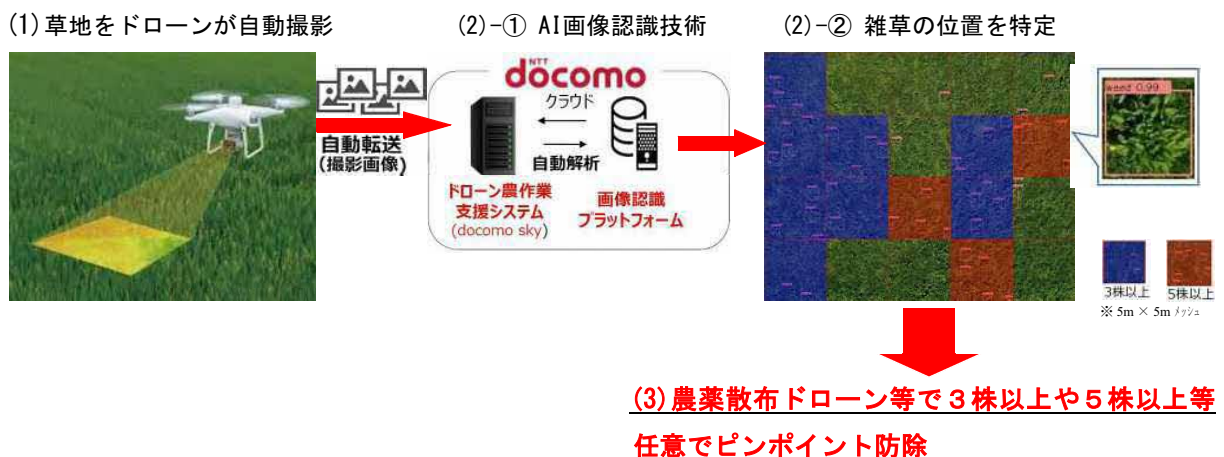 (1)草地をドローンが自動撮影
(2)-① AI画像認識技術
(2)-② 雑草の位置を特定
自動転送
(撮影画像)
NTT
döcomo
クラウド
自動解析
ドローン農作業
支援システム
(docomo sky)
画像認識
プラットフォーム
weed 0.99
3株以上
5株以上
※ 5m × 5m メッシュ
(3)農薬散布ドローン等で３株以上や５株以上等
任意でピンポイント防除